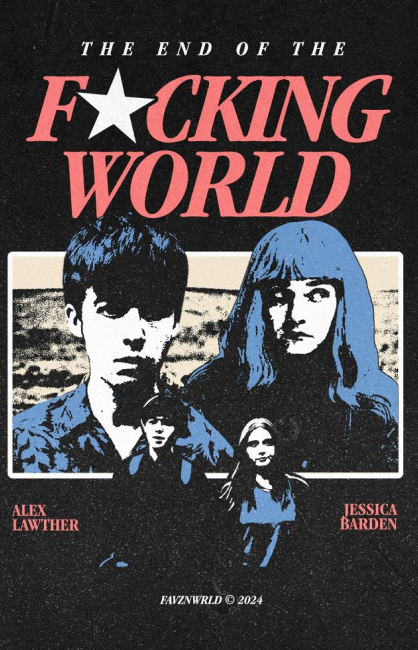 THE END OF THE
F★CKING
WORLD
ALEX
LAWTHER
JESSICA
BARDEN
FAVZNWRLD © 2024